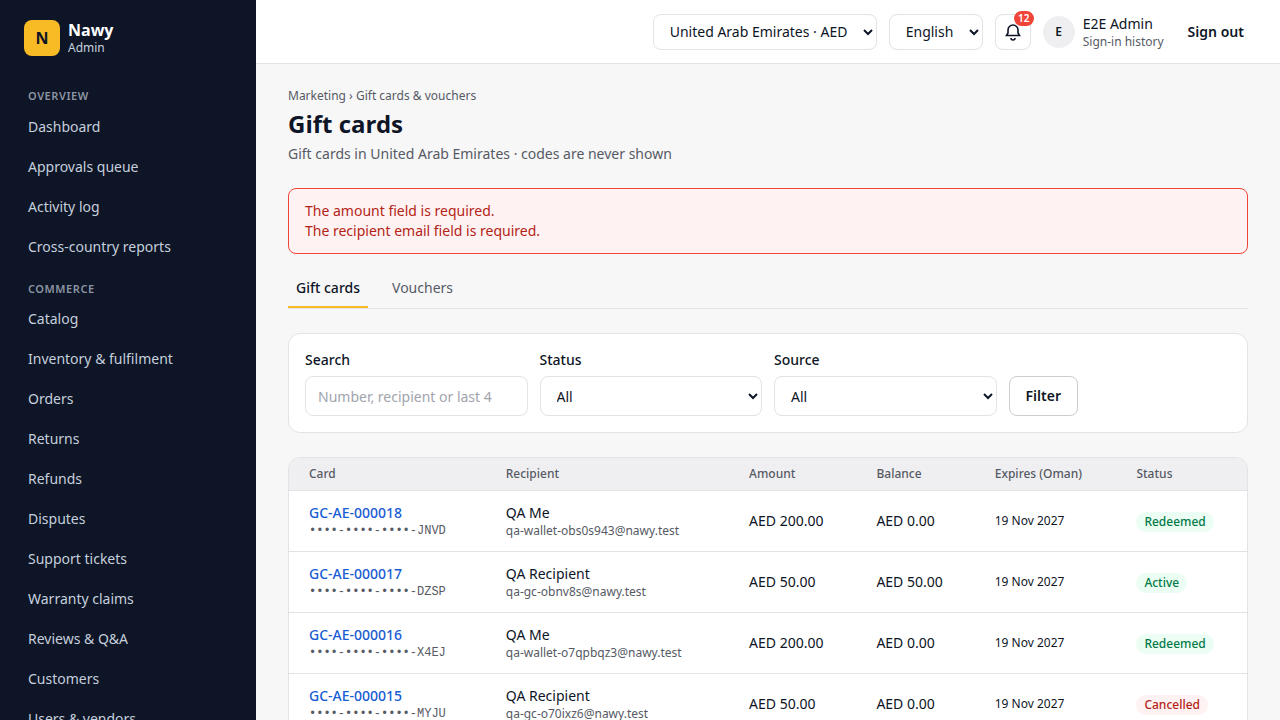 N
Nawy
Admin
OVERVIEW
Dashboard
Approvals queue
Activity log
Cross-country reports
COMMERCE
Catalog
Inventory & fulfilment
Orders
Returns
Refunds
Disputes
Support tickets
Warranty claims
Reviews & Q&A
Customers
Users & vendors
United Arab Emirates · AED
English
12
E
E2E Admin
Sign-in history
Sign out
Marketing › Gift cards & vouchers
Gift cards
Gift cards in United Arab Emirates · codes are never shown
The amount field is required.
The recipient email field is required.
Gift cards Vouchers
Search Status Source
Number, recipient or last 4 All All Filter
Card Recipient Amount Balance Expires (Oman) Status
GC-AE-000018 QA Me AED 200.00 AED 0.00 19 Nov 2027 Redeemed
••••-••••-••••-JNVD qa-wallet-obs0s943@nawy.test
GC-AE-000017 QA Recipient AED 50.00 AED 50.00 19 Nov 2027 Active
••••-••••-••••-DZSP qa-gc-obnv8s@nawy.test
GC-AE-000016 QA Me AED 200.00 AED 0.00 19 Nov 2027 Redeemed
••••-••••-••••-X4EJ qa-wallet-o7qpbqz3@nawy.test
GC-AE-000015 QA Recipient AED 50.00 AED 0.00 19 Nov 2027 Cancelled
••••-••••-••••-MYJU qa-gc-o70ixz6@nawy.test